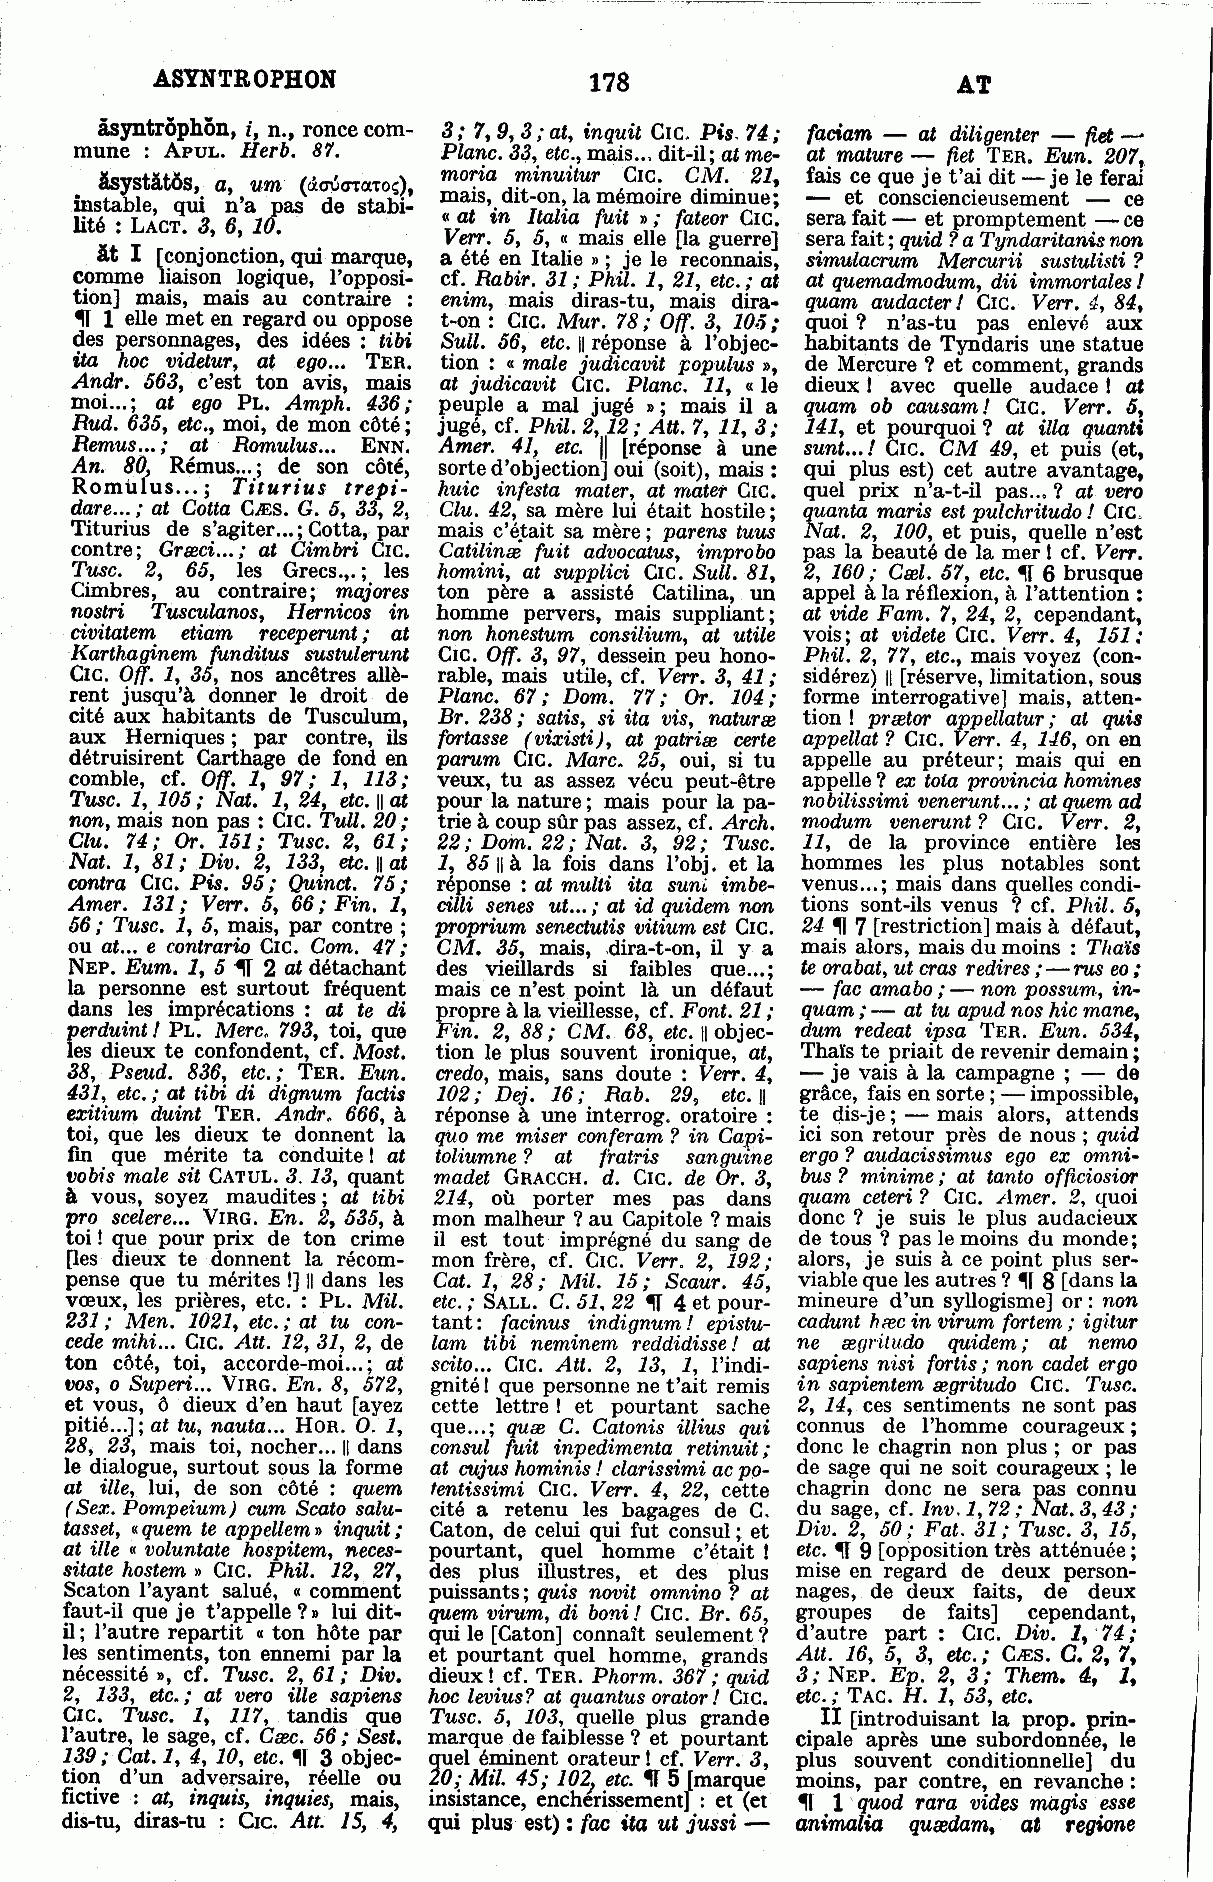 ASYNTROPHON
178
AT
ăsyntrŏphŏn, i, n., ronce com-
mune : APUL. Herb. 87.
ăsystătŏs, a, um (ἀσύστατος),
instable, qui n'a pas de stabi-
lité : LACT. 3, 6, 10.
ăt I [conjonction, qui marque,
comme liaison logique, l'opposi-
tion] mais, mais au contraire :
¶ 1 elle met en regard ou oppose
des personnages, des idées : tibi
ita hoc videtur, at ego... TER.
Andr. 563, c'est ton avis, mais
moi...; at ego PL. Amph. 436;
Rud. 635, etc., moi, de mon côté;
Remus...; at Romulus... ENN.
An. 80, Rémus...; de son côté,
Romulus...; Titurius trepi-
dare...; at Cotta CÆS. G. 5, 33, 2,
Titurius de s'agiter...; Cotta, par
contre; Græci...; at Cimbri CIC.
Tusc. 2, 65, les Grecs...; les
Cimbres, au contraire; majores
nostri Tusculanos, Hernicos in
civitatem etiam receperunt; at
Karthaginem funditus sustulerunt
CIC. Off. 1, 35, nos ancêtres allè-
rent jusqu'à donner le droit de
cité aux habitants de Tusculum,
aux Herniques; par contre, ils
détruisirent Carthage de fond en
comble, cf. Off. 1, 97; 1, 113;
Tusc. 1, 105; Nat. 1, 24, etc. || at
non, mais non pas : CIC. Tull. 20;
Clu. 74; Or. 151; Tusc. 2, 61;
Nat. 1, 81; Div. 2, 133, etc. || at
contra CIC. Pis. 95; Quinct. 75;
Amer. 131; Verr. 5, 66; Fin. 1,
56; Tusc. 1, 5, mais, par contre;
ou at... e contrario CIC. Com. 47;
NEP. Eum. 1, 5 ¶ 2 at détachant
la personne est surtout fréquent
dans les imprécations : at te di
perduint! PL. Merc. 793, toi, que
les dieux te confondent, cf. Most.
38, Pseud. 836, etc.; TER. Eun.
431, etc.; at tibi di dignum factis
exitium duint TER. Andr. 666, à
toi, que les dieux te donnent la
fin que mérite ta conduite! at
vobis male sit CATUL. 3. 13, quant
à vous, soyez maudites; at tibi
pro scelere... VIRG. En. 2, 535, à
toi! que pour prix de ton crime
[les dieux te donnent la récom-
pense que tu mérites!] || dans les
vœux, les prières, etc. : PL. Mil.
231; Men. 1021, etc.; at tu con-
cede mihi... CIC. Att. 12, 31, 2, de
ton côté, toi, accorde-moi...; at
vos, o Superi... VIRG. En. 8, 572,
et vous, ô dieux d'en haut [ayez
pitié...]; at tu, nauta... HOR. O. 1,
28, 23, mais toi, nocher... || dans
le dialogue, surtout sous la forme
at ille, lui, de son côté : quem
(Sex. Pompeium) cum Scato salu-
tasset, «quem te appellem» inquit;
at ille « voluntate hospitem, neces-
sitate hostem » CIC. Phil. 12, 27,
Scaton l'ayant salué, « comment
faut-il que je t'appelle?» lui dit-
il; l'autre repartit « ton hôte par
les sentiments, ton ennemi par la
nécessité », cf. Tusc. 2, 61; Div.
2, 133, etc.; at vero ille sapiens
CIC. Tusc. 1, 117, tandis que
l'autre, le sage, cf. Cæc. 56; Sest.
139; Cat. 1, 4, 10, etc. ¶ 3 objec-
tion d'un adversaire, réelle ou
fictive : at, inquis, inquies, mais,
dis-tu, diras-tu : CIC. Att. 15, 4,
3; 7, 9, 3; at, inquit CIC. Pis. 74;
Planc. 33, etc., mais... dit-il; at me-
moria minuitur CIC. CM. 21,
mais, dit-on, la mémoire diminue;
« at in Italia fuit »; fateor CIC.
Verr. 5, 5, « mais elle [la guerre]
a été en Italie »; je le reconnais,
cf. Rabir. 31; Phil. 1, 21, etc.; at
enim, mais diras-tu, mais dira-
t-on : CIC. Mur. 78; Off. 3, 105;
Sull. 56, etc. || réponse à l'objec-
tion : « male judicavit populus »,
at judicavit CIC. Planc. 11, « le
peuple a mal jugé »; mais il a
jugé, cf. Phil. 2, 12; Att. 7, 11, 3;
Amer. 41, etc. || [réponse à une
sorte d'objection] oui (soit), mais :
huic infesta mater, at mater CIC.
Clu. 42, sa mère lui était hostile;
mais c'était sa mère; parens tuus
Catilinæ fuit advocatus, improbo
homini, at supplici CIC. Sull. 81,
ton père a assisté Catilina, un
homme pervers, mais suppliant;
non honestum consilium, at utile
CIC. Off. 3, 97, dessein peu hono-
rable, mais utile, cf. Verr. 3, 41;
Planc. 67; Dom. 77; Or. 104;
Br. 238; satis, si ita vis, naturæ
fortasse (vixisti), at patriæ certe
parum CIC. Marc. 25, oui, si tu
veux, tu as assez vécu peut-être
pour la nature; mais pour la pa-
trie à coup sûr pas assez, cf. Arch.
22; Dom. 22; Nat. 3, 92; Tusc.
1, 85 || à la fois dans l'obj. et la
réponse : at multi ita sunt imbe-
cilli senes ut...; at id quidem non
proprium senectutis vitium est CIC.
CM. 35, mais, dira-t-on, il y a
des vieillards si faibles que...;
mais ce n'est point là un défaut
propre à la vieillesse, cf. Font. 21;
Fin. 2, 88; CM. 68, etc. || objec-
tion le plus souvent ironique, at,
credo, mais, sans doute : Verr. 4,
102; Dej. 16; Rab. 29, etc. ||
réponse à une interrog. oratoire :
quo me miser conferam? in Capi-
toliumne? at fratris sanguine
madet GRACCH. d. CIC. de Or. 3,
214, où porter mes pas dans
mon malheur? au Capitole? mais
il est tout imprégné du sang de
mon frère, cf. CIC. Verr. 2, 192;
Cat. 1, 28; Mil. 15; Scaur. 45,
etc.; SALL. C. 51, 22 ¶ 4 et pour-
tant: facinus indignum! epistu-
lam tibi neminem reddidisse! at
scito... CIC. Att. 2, 13, 1, l'indi-
gnité! que personne ne t'ait remis
cette lettre! et pourtant sache
que...; quæ C. Catonis illius qui
consul fuit inpedimenta retinuit;
at cujus hominis! clarissimi ac po-
tentissimi CIC. Verr. 4, 22, cette
cité a retenu les bagages de C.
Caton, de celui qui fut consul; et
pourtant, quel homme c'était!
des plus illustres, et des plus
puissants; quis novit omnino? at
quem virum, di boni! CIC. Br. 65,
qui le [Caton] connaît seulement?
et pourtant quel homme, grands
dieux! cf. TER. Phorm. 367; quid
hoc levius? at quantus orator! CIC.
Tusc. 5, 103, quelle plus grande
marque de faiblesse? et pourtant
quel éminent orateur! cf. Verr. 3,
20; Mil. 45; 102, etc. ¶ 5 [marque
insistance, enchérissement] : et (et
qui plus est) : fac ita ut jussi —
faciam — at diligenter — fiet —
at mature — fiet TER. Eun. 207,
fais ce que je t'ai dit — je le ferai
— et consciencieusement — ce
sera fait — et promptement — ce
sera fait; quid? a Tyndaritanis non
simulacrum Mercurii sustulisti?
at quemadmodum, dii immortales!
quam audacter! CIC. Verr. 4, 84,
quoi? n'as-tu pas enlevé aux
habitants de Tyndaris une statue
de Mercure? et comment, grands
dieux! avec quelle audace! at
quam ob causam! CIC. Verr. 5,
141, et pourquoi? at illa quanti
sunt...! CIC. CM 49, et puis (et,
qui plus est) cet autre avantage,
quel prix n'a-t-il pas...? at vero
quanta maris est pulchritudo! CIC.
Nat. 2, 100, et puis, quelle n'est
pas la beauté de la mer! cf. Verr.
2, 160; Cæl. 57, etc. ¶ 6 brusque
appel à la réflexion, à l'attention :
at vide Fam. 7, 24, 2, cependant,
vois; at videte CIC. Verr. 4, 151:
Phil. 2, 77, etc., mais voyez (con-
sidérez) || [réserve, limitation, sous
forme interrogative] mais, atten-
tion! prætor appellatur; at quis
appellat? CIC. Verr. 4, 146, on en
appelle au préteur; mais qui en
appelle? ex tota provincia homines
nobilissimi venerunt...; at quem ad
modum venerunt? CIC. Verr. 2,
11, de la province entière les
hommes les plus notables sont
venus...; mais dans quelles condi-
tions sont-ils venus ? cf. Phil. 5,
24 ¶ 7 [restriction] mais à défaut,
mais alors, mais du moins : Thaïs
te orabat, ut cras redires; — rus eo;
— fac amabo; — non possum, in-
quam; — at tu apud nos hic mane,
dum redeat ipsa TER. Eun. 534,
Thaïs te priait de revenir demain;
— je vais à la campagne ; — de
grâce, fais en sorte; — impossible,
te dis-je; — mais alors, attends
ici son retour près de nous; quid
ergo? audacissimus ego ex omni-
bus? minime; at tanto officiosior
quam ceteri? CIC. Amer. 2, quoi
donc ? je suis le plus audacieux
de tous ? pas le moins du monde;
alors, je suis à ce point plus ser-
viable que les autres? ¶ 8 [dans la
mineure d'un syllogisme] or : non
cadunt hæc in virum fortem; igitur
ne ægritudo quidem; at nemo
sapiens nisi fortis; non cadet ergo
in sapientem ægritudo CIC. Tusc.
2, 14, ces sentiments ne sont pas
connus de l'homme courageux;
donc le chagrin non plus; or pas
de sage qui ne soit courageux; le
chagrin donc ne sera pas connu
du sage, cf. Inv. 1, 72; Nat. 3, 43;
Div. 2, 50; Fat. 31; Tusc. 3, 15,
etc. ¶ 9 [opposition très atténuée;
mise en regard de deux person-
nages, de deux faits, de deux
groupes de faits] cependant,
d'autre part : CIC. Div. 1, 74;
Att. 16, 5, 3, etc.; CÆS. C. 2, 7,
3; NEP. Ep. 2, 3; Them. 4, 1,
etc.; TAC. H. 1, 53, etc.
II [introduisant la prop. prin-
cipale après une subordonnée, le
plus souvent conditionnelle] du
moins, par contre, en revanche :
¶ 1 quod rara vides magis esse
animalia quædam, at regione